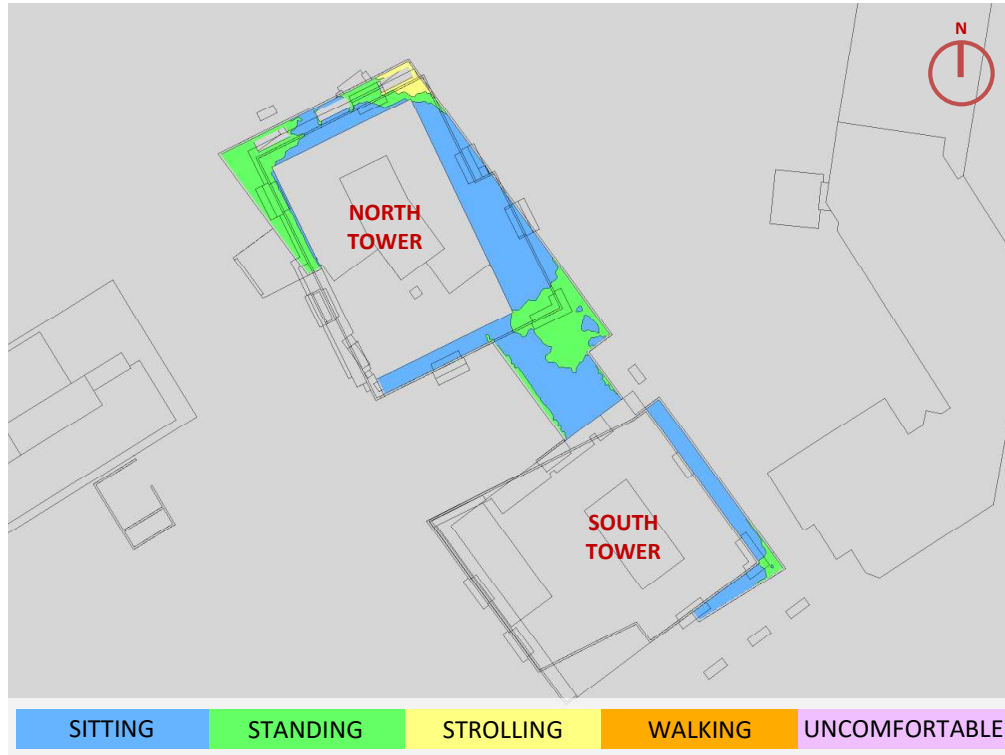 N
NORTH
TOWER
SOUTH
TOWER
SITTING
STANDING
STROLLING
WALKING
UNCOMFORTABLE